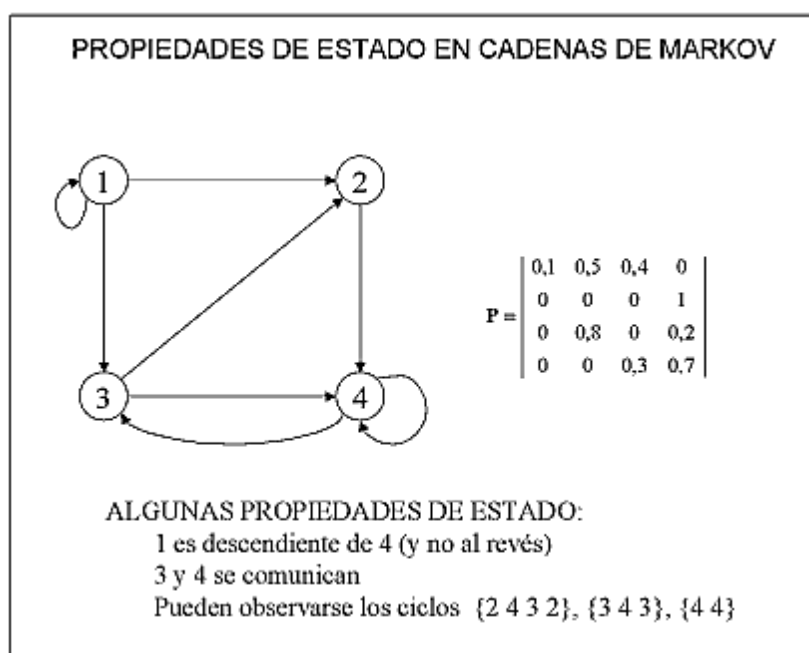 PROPIEDADES DE ESTADO EN CADENAS DE MARKOV
1
2
3
4
P =
0,1 0,5 0,4 0
0 0 0 1
0 0,8 0 0,2
0 0 0,3 0,7
ALGUNAS PROPIEDADES DE ESTADO:
1 es descendiente de 4 (y no al revés)
3 y 4 se comunican
Pueden observarse los ciclos {2 4 3 2}, {3 4 3}, {4 4}